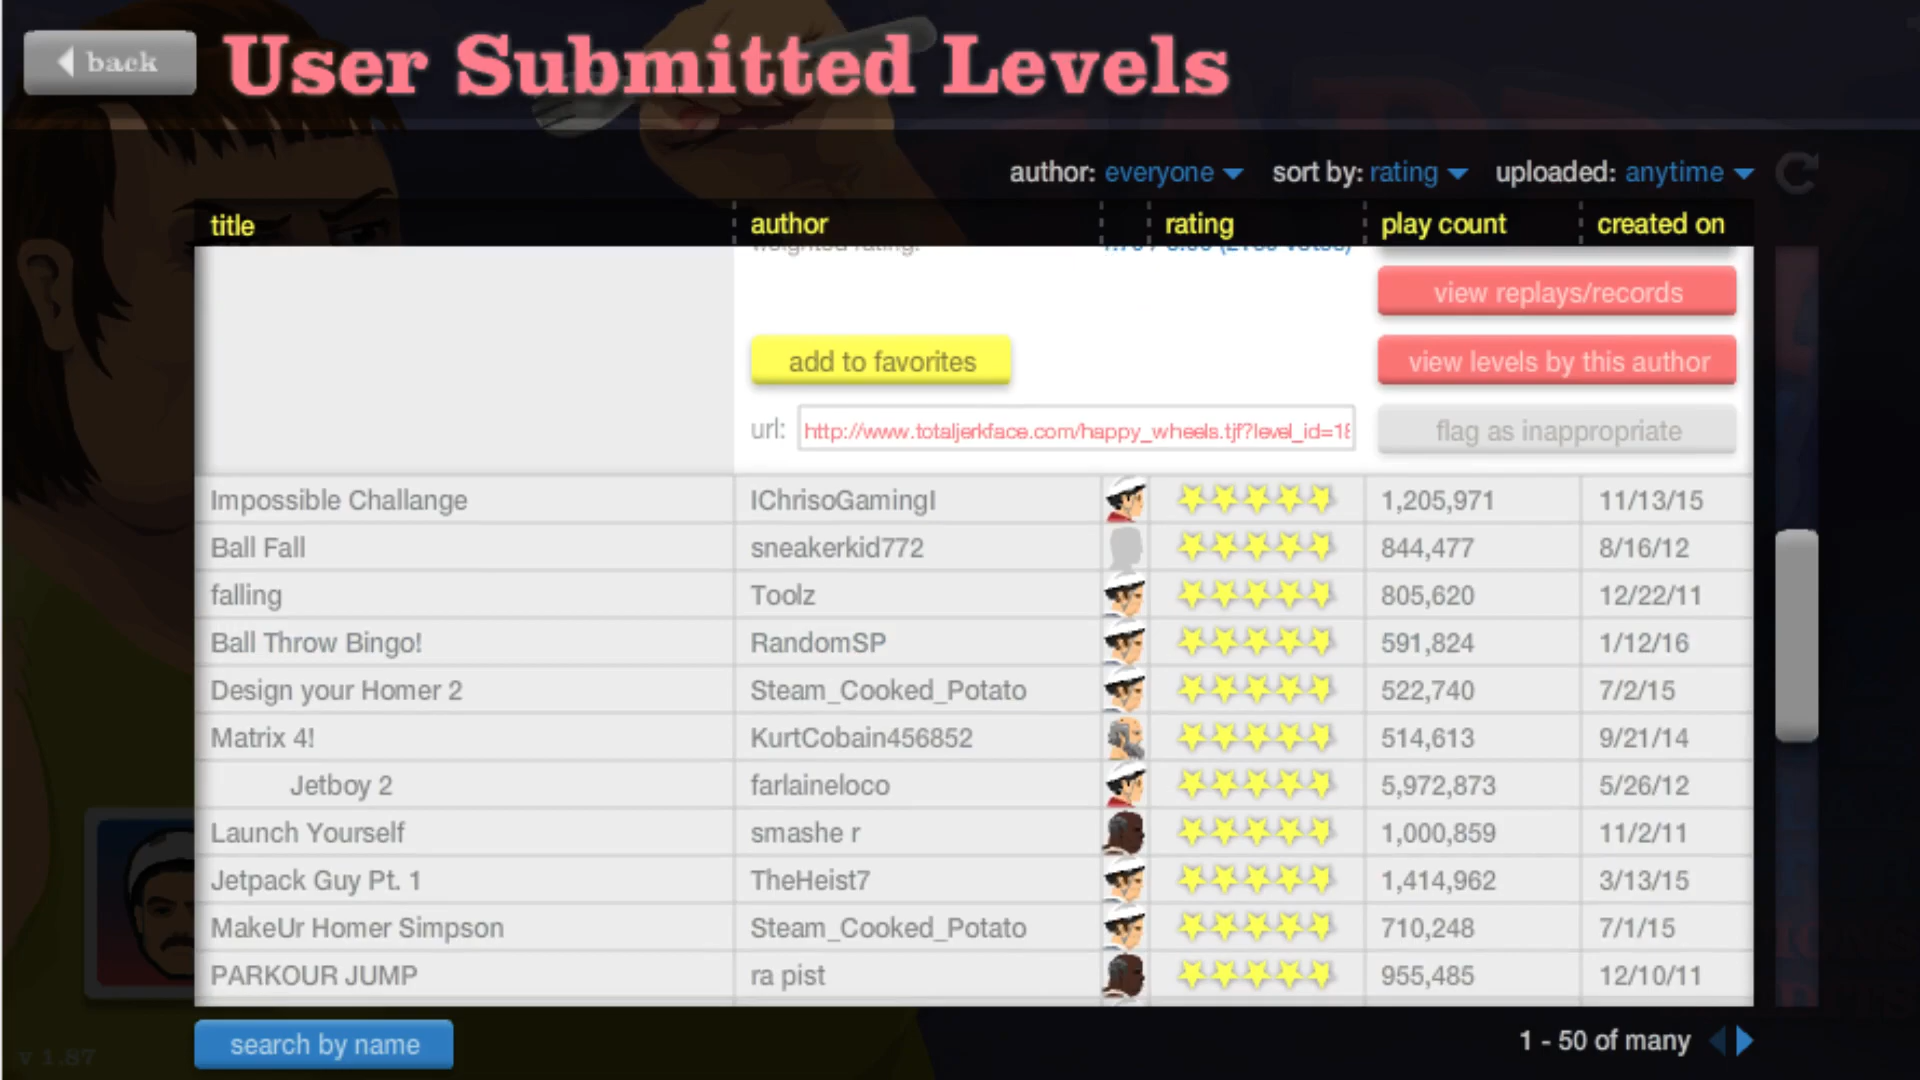 back
User Submitted Levels
author: everyone sort by: rating uploaded: anytime
title author rating play count created on
weighted rating:
view replays/records
add to favorites view levels by this author
url: http://www.totaljerkface.com/happy_wheels.tjf?level_id=18 flag as inappropriate
Impossible Challange IChrisoGamingI 1,205,971 11/13/15
Ball Fall sneakerkid772 844,477 8/16/12
falling Toolz 805,620 12/22/11
Ball Throw Bingo! RandomSP 591,824 1/12/16
Design your Homer 2 Steam_Cooked_Potato 522,740 7/2/15
Matrix 4! KurtCobain456852 514,613 9/21/14
Jetboy 2 farlaineloco 5,972,873 5/26/12
Launch Yourself smashe r 1,000,859 11/2/11
Jetpack Guy Pt. 1 TheHeist7 1,414,962 3/13/15
MakeUr Homer Simpson Steam_Cooked_Potato 710,248 7/1/15
PARKOUR JUMP ra pist 955,485 12/10/11
search by name 1 - 50 of many
v 1.87